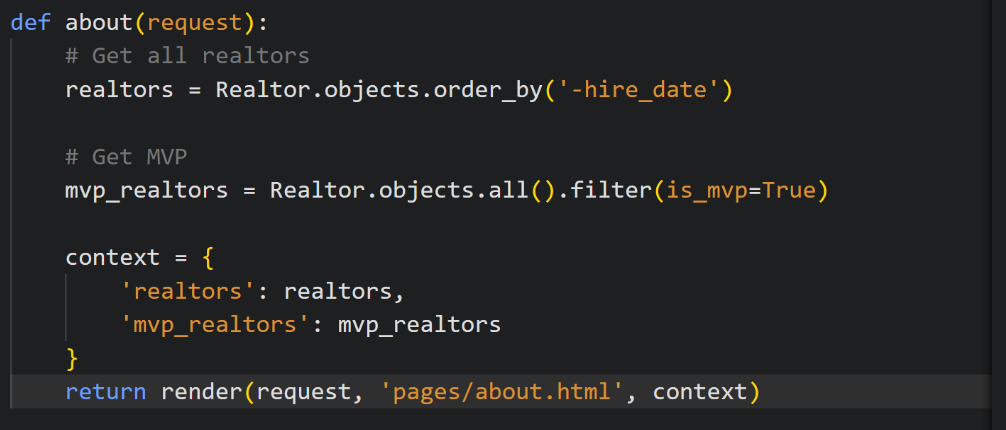 def about(request):
    # Get all realtors
    realtors = Realtor.objects.order_by('-hire_date')

    # Get MVP
    mvp_realtors = Realtor.objects.all().filter(is_mvp=True)

    context = {
        'realtors': realtors,
        'mvp_realtors': mvp_realtors
    }
    return render(request, 'pages/about.html', context)